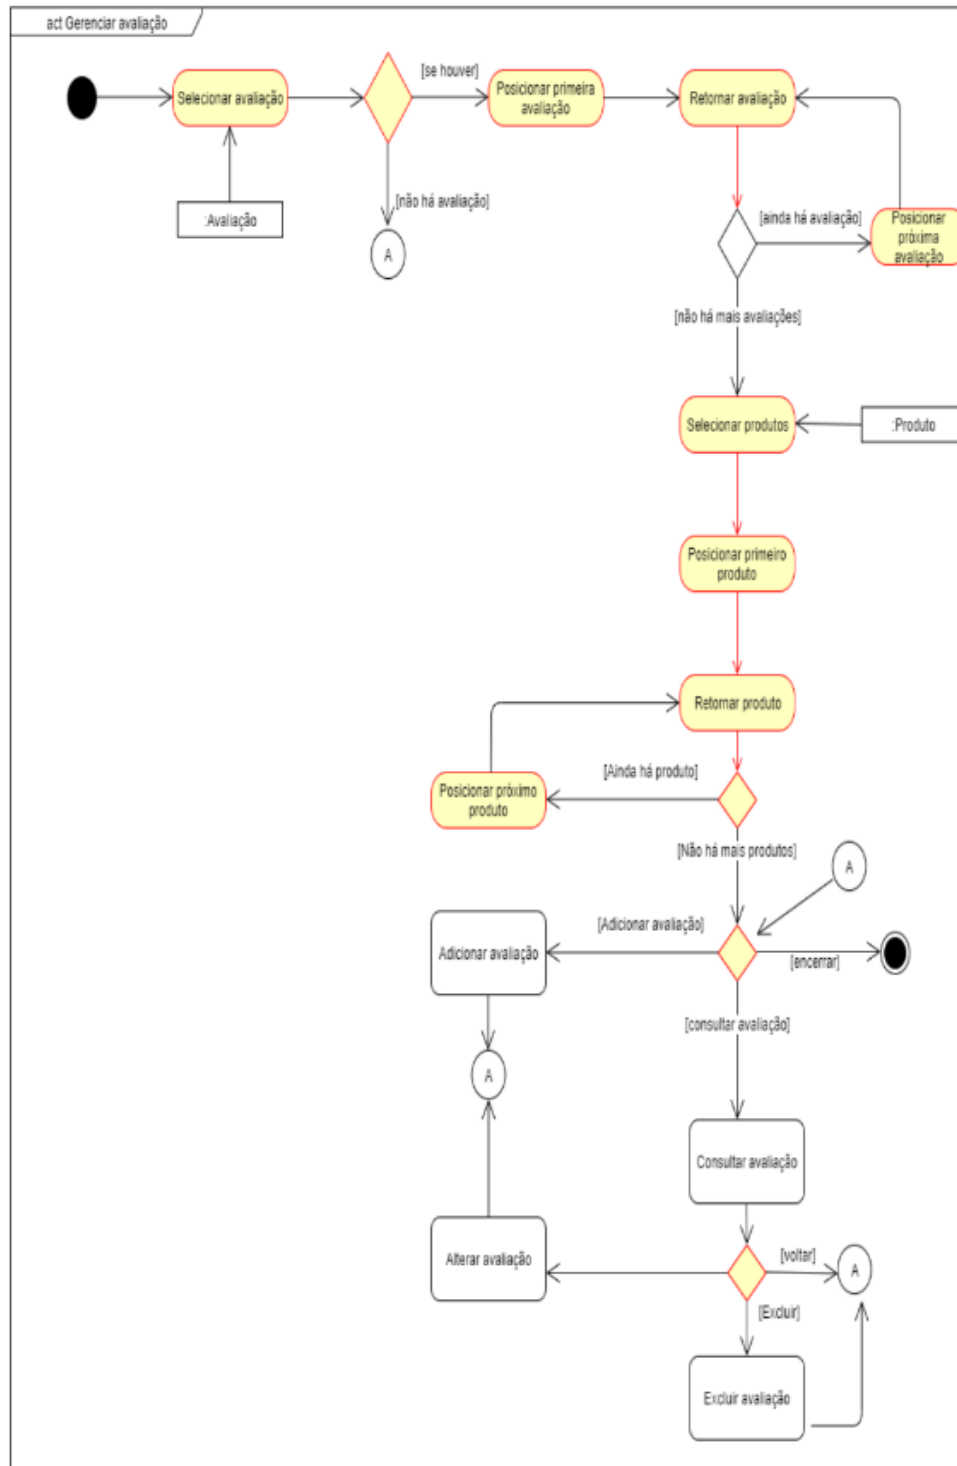 act Gerenciar avaliação
[se houver]
Selecionar avaliação
Posicionar primeira
avaliação
Retornar avaliação
[não há avaliação]
:Avaliação
A
[ainda há avaliação]
Posicionar
próxima
avaliação
[não há mais avaliações]
Selecionar produtos
:Produto
Posicionar primeiro
produto
Retornar produto
[Ainda há produto]
Posicionar próximo
produto
[Não há mais produtos]
A
[Adicionar avaliação]
Adicionar avaliação
[encerrar]
[consultar avaliação]
A
Consultar avaliação
Alterar avaliação
[voltar]
A
[Excluir]
Excluir avaliação